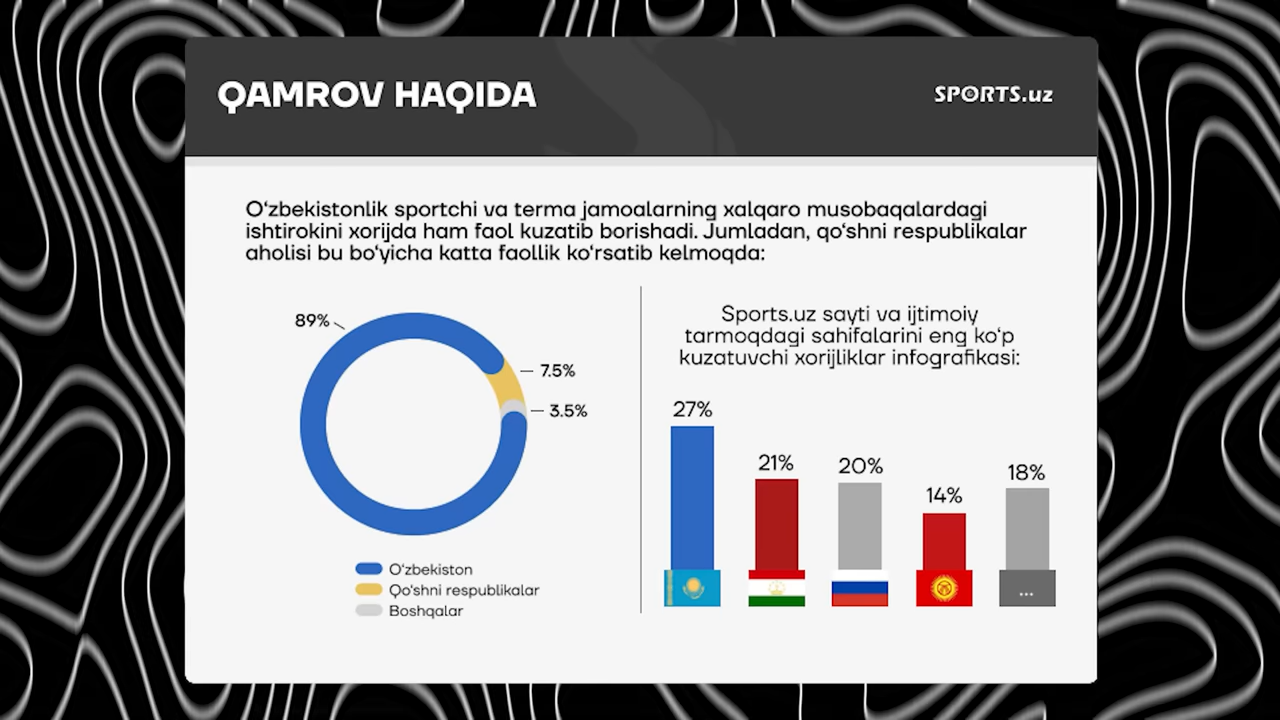 QAMROV HAQIDA
SPORTS.uz
O‘zbekistonlik sportchi va terma jamoalarning xalqaro musobaqalardagi
ishtirokini xorijda ham faol kuzatib borishadi. Jumladan, qo‘shni respublikalar
aholisi bu bo‘yicha katta faollik ko‘rsatib kelmoqda:
89%
7.5%
3.5%
O‘zbekiston
Qo‘shni respublikalar
Boshqalar
Sports.uz sayti va ijtimoiy
tarmoqdagi sahifalarini eng ko‘p
kuzatuvchi xorijliklar infografikasi:
27%
21%
20%
14%
18%
...